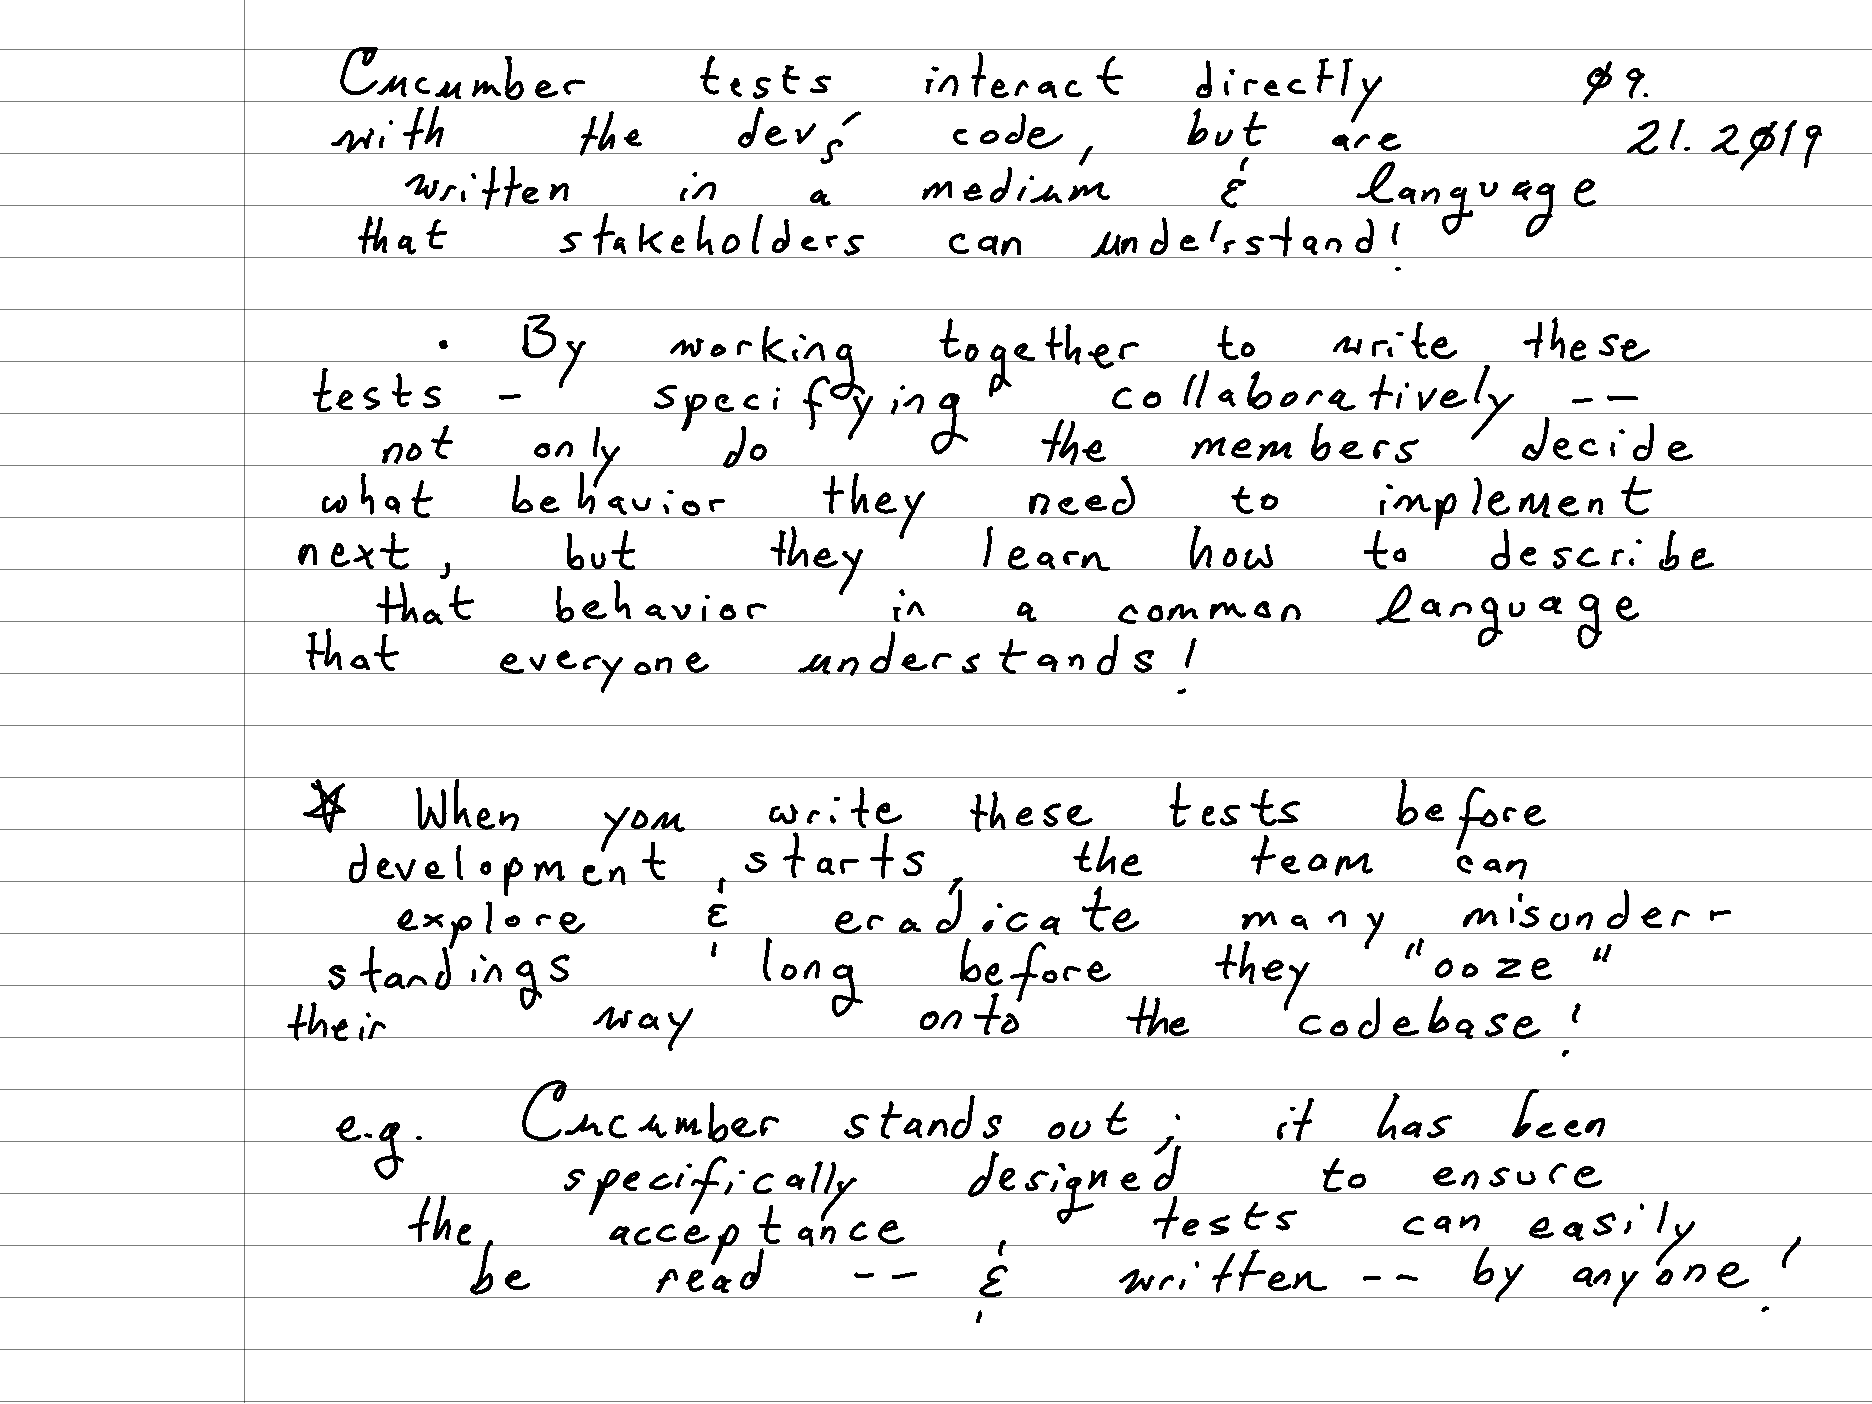 Cucumber tests interact directly 09.
with the dev's code, but are 21. 2019
written in a medium & language
that stakeholders can understand!
• By working together to write these
tests - specifying collaboratively --
not only do the members decide
what behavior they need to implement
next, but they learn how to describe
that behavior in a common language
that everyone understands!
☆ When you write these tests before
development starts, the team can
explore & eradicate many misunder-
standings long before they "ooze"
their way onto the codebase!
e.g. Cucumber stands out; it has been
specifically designed to ensure
the acceptance tests can easily
be read -- & written -- by anyone!